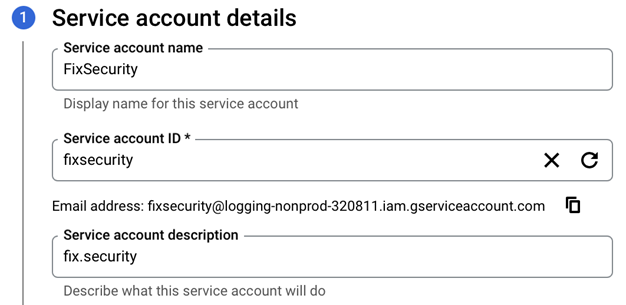 1 Service account details
Service account name
FixSecurity
Display name for this service account
Service account ID *
fixsecurity
Email address: fixsecurity@logging-nonprod-320811.iam.gserviceaccount.com
Service account description
fix.security
Describe what this service account will do